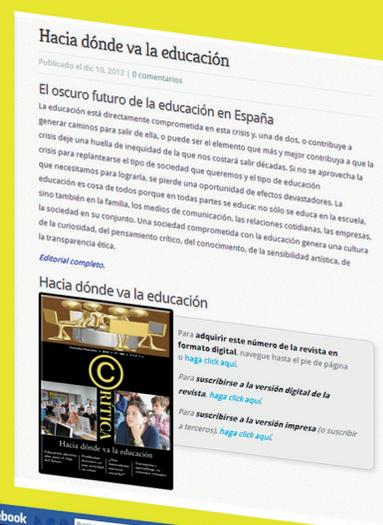 Hacia dónde va la educación
Publicado el dic 10, 2012 | 0 comentarios
El oscuro futuro de la educación en España
La educación está directamente comprometida en esta crisis y, una de dos, o contribuye a
generar caminos para salir de ella, o puede ser el elemento que más y mejor contribuya a que la
crisis deje una huella de inequidad de la que nos costará salir décadas. Si no se aprovecha la
crisis para replantearse el tipo de sociedad que queremos y el tipo de educación
que necesitamos para lograrla, se pierde una oportunidad de efectos devastadores. La
educación es cosa de todos porque en todas partes se educa: no sólo se educa en la escuela,
sino también en la familia, los medios de comunicación, las relaciones cotidianas, las empresas,
la sociedad en su conjunto. Una sociedad comprometida con la educación genera una cultura
de la curiosidad, del pensamiento crítico, del conocimiento, de la sensibilidad artística, de
la transparencia ética.
Editorial completo.
Hacia dónde va la educación
CRITICA
Hacia dónde va la educación
Para adquirir este número de la revista en
formato digital, navegue hasta el pie de página
o haga click aquí.
Para suscribirse a la versión digital de la
revista, haga click aquí.
Para suscribirse a la versión impresa (o suscribir
a terceros), haga click aquí.
ebook